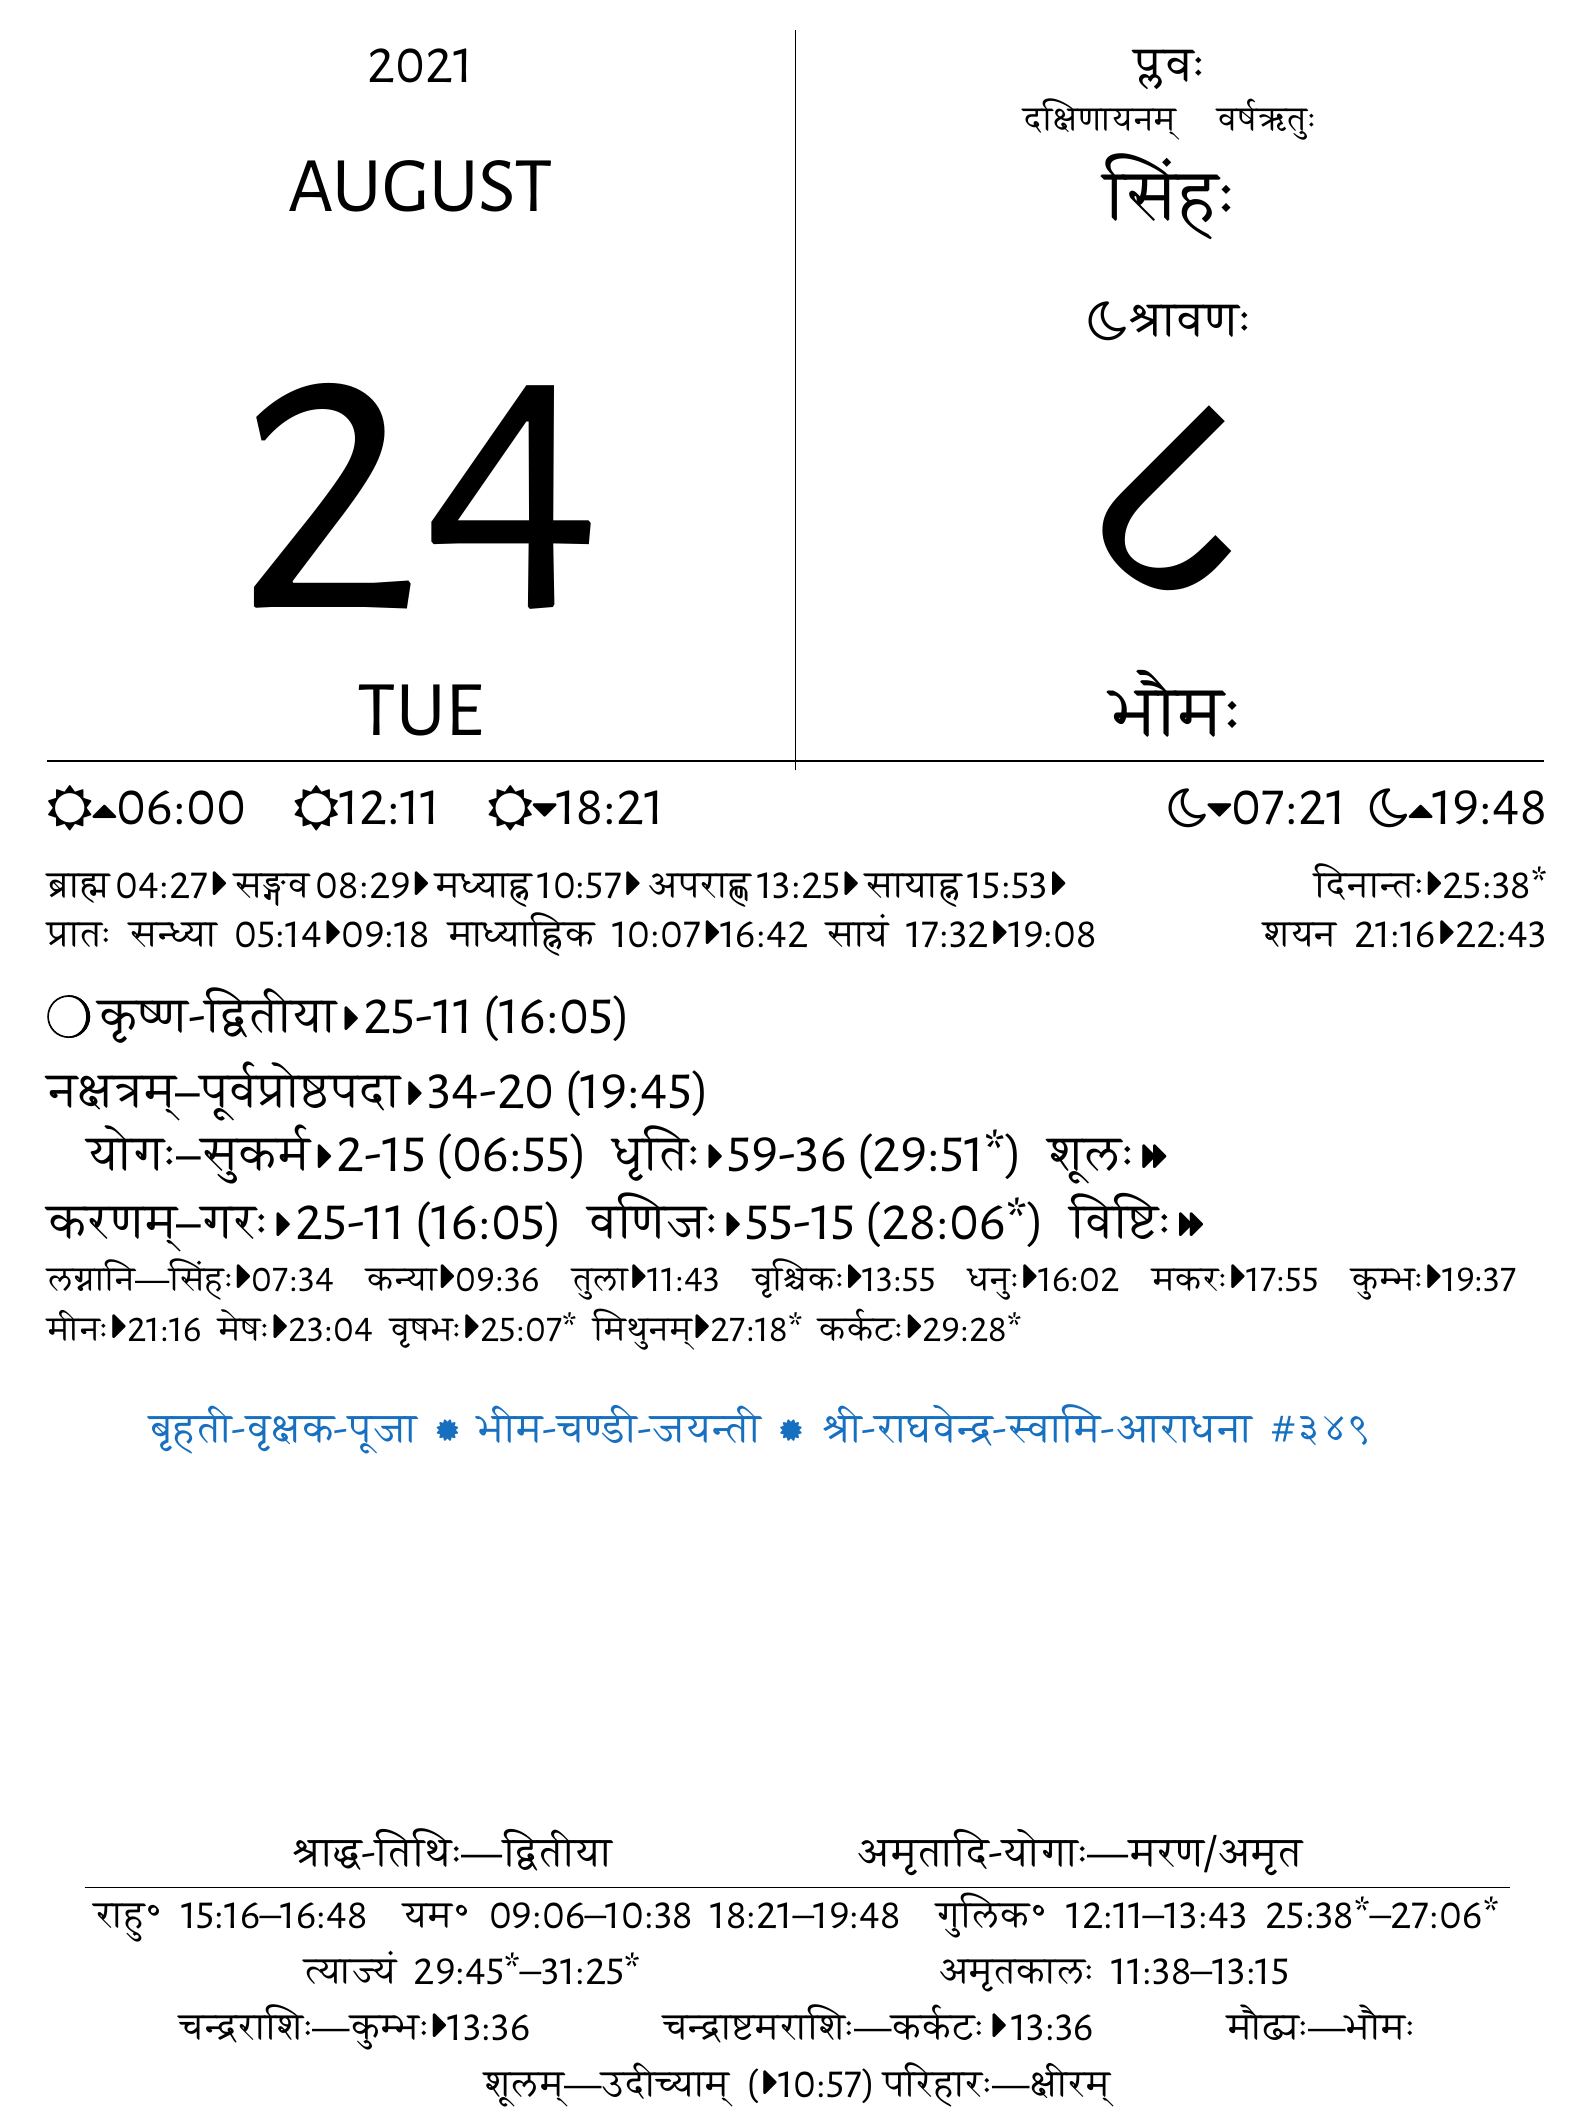 2021
AUGUST
24
TUE
प्लवः
दक्षिणायनम् वर्षऋतुः
सिंहः
श्रावणः
८
भौमः
06:00 12:11 18:21 07:21 19:48
ब्राह्म 04:27 सङ्गव 08:29 मध्याह्न 10:57 अपराह्ण 13:25 सायाह्न 15:53 दिनान्तः 25:38*
प्रातः सन्ध्या 05:14 09:18 माध्याह्निक 10:07 16:42 सायं 17:32 19:08 शयन 21:16 22:43
कृष्ण-द्वितीया 25-11 (16:05)
नक्षत्रम्–पूर्वप्रोष्ठपदा 34-20 (19:45)
योगः–सुकर्म 2-15 (06:55) धृतिः 59-36 (29:51*) शूलः
करणम्–गरः 25-11 (16:05) वणिजः 55-15 (28:06*) विष्टिः
लग्नानि—सिंहः 07:34 कन्या 09:36 तुला 11:43 वृश्चिकः 13:55 धनुः 16:02 मकरः 17:55 कुम्भः 19:37
मीनः 21:16 मेषः 23:04 वृषभः 25:07* मिथुनम् 27:18* कर्कटः 29:28*
बृहती-वृक्षक-पूजा ✹ भीम-चण्डी-जयन्ती ✹ श्री-राघवेन्द्र-स्वामि-आराधना #३४९
श्राद्ध-तिथिः—द्वितीया अमृतादि-योगाः—मरण/अमृत
राहु॰ 15:16–16:48 यम॰ 09:06–10:38 18:21–19:48 गुलिक॰ 12:11–13:43 25:38*–27:06*
त्याज्यं 29:45*–31:25* अमृतकालः 11:38–13:15
चन्द्रराशिः—कुम्भः 13:36 चन्द्राष्टमराशिः—कर्कटः 13:36 मौढ्यः—भौमः
शूलम्—उदीच्याम् (10:57) परिहारः—क्षीरम्